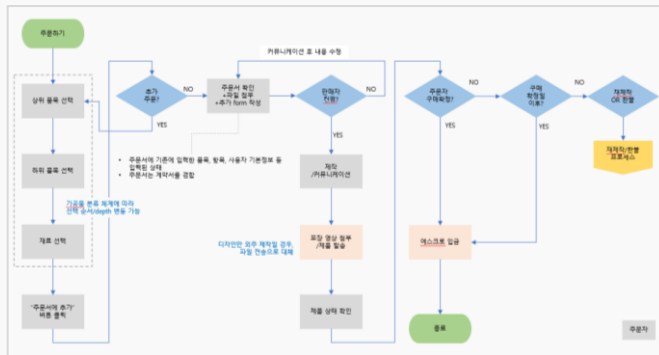 주문하기
상위 품목 선택
하위 품목 선택
가공물 분류 체계에 따라
선택 순서/depth 변동 가능
재료 선택
"주문서에 추가"
버튼 클릭
추가
주문?
NO
YES
주문서 확인
+파일 첨부
+추가 form 작성
• 주문서에 기존에 입력한 품목, 항목, 사용자 기본정보 등
입력된 상태
• 주문서는 계약서를 겸함
커뮤니케이션 후 내용 수정
판매자
컨펌?
NO
YES
제작
/커뮤니케이션
디자인만 외주 제작일 경우,
파일 전송으로 대체
포장 영상 첨부
/제품 발송
제품 상태 확인
주문자
구매확정?
NO
YES
구매
확정일
이후?
NO
YES
재제작
OR 환불
재제작/환불
프로세스
에스크로 입금
종료
주문자